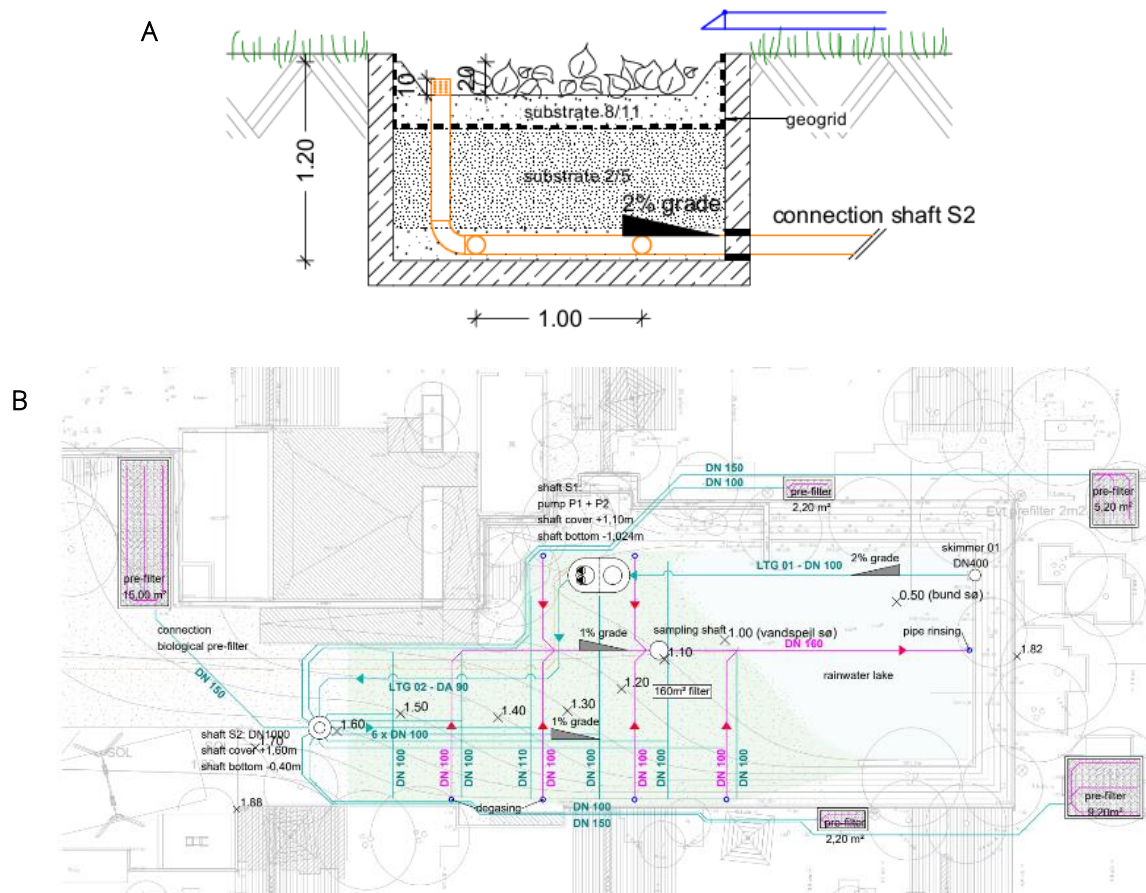 A
10
20
substrate 8/11
geogrid
1.20
substrate 2/5
2% grade
connection shaft S2
1.00
B
DN 150
DN 100
shaft S1:
pump P1 + P2
shaft cover +1,10m
shaft bottom -1,024m
pre-filter
2,20 m²
pre-filter
5,20 m²
Evt prefilter 2m2
skimmer 01
DN400
2% grade
LTG 01 - DN 100
pre-filter
15,00 m²
0.50 (bund sø)
connection
biological pre-filter
1% grade
sampling shaft
1.00 (vandspejl sø)
pipe rinsing
DN 160
1.10
1.82
rainwater lake
DN 150
LTG 02 - DA 90
1.20
160m² filter
1.50
1.40
1.30
1% grade
1.60
6 x DN 100
shaft S2: DN1000
shaft cover +1,60m
shaft bottom -0,40m
1.70
SOL
DN 100
DN 100
DN 100
DN 110
DN 100
DN 100
DN 100
DN 100
DN 100
DN 100
1.88
degasing
DN 100
DN 150
pre-filter
2,20 m²
pre-filter
9,20m²